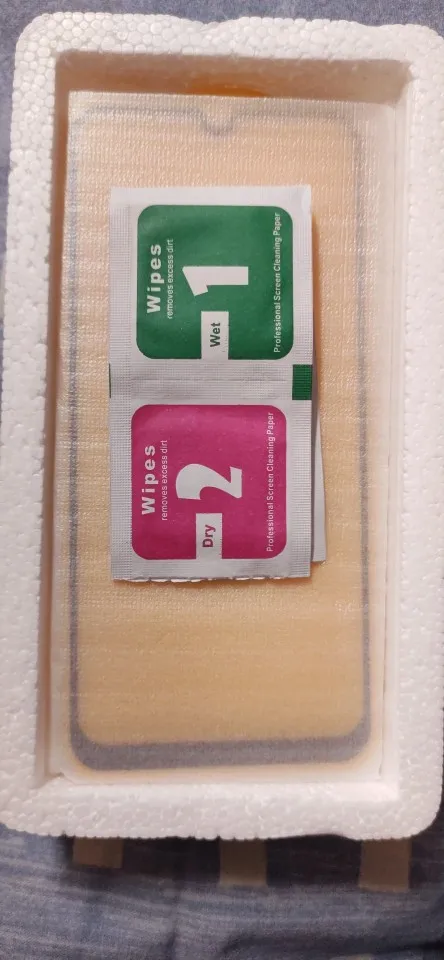 Wipes
removes excess dirt
1
Wet
Professional Screen Cleaning Paper
Wipes
removes excess dirt
2
Dry
Professional Screen Cleaning Paper